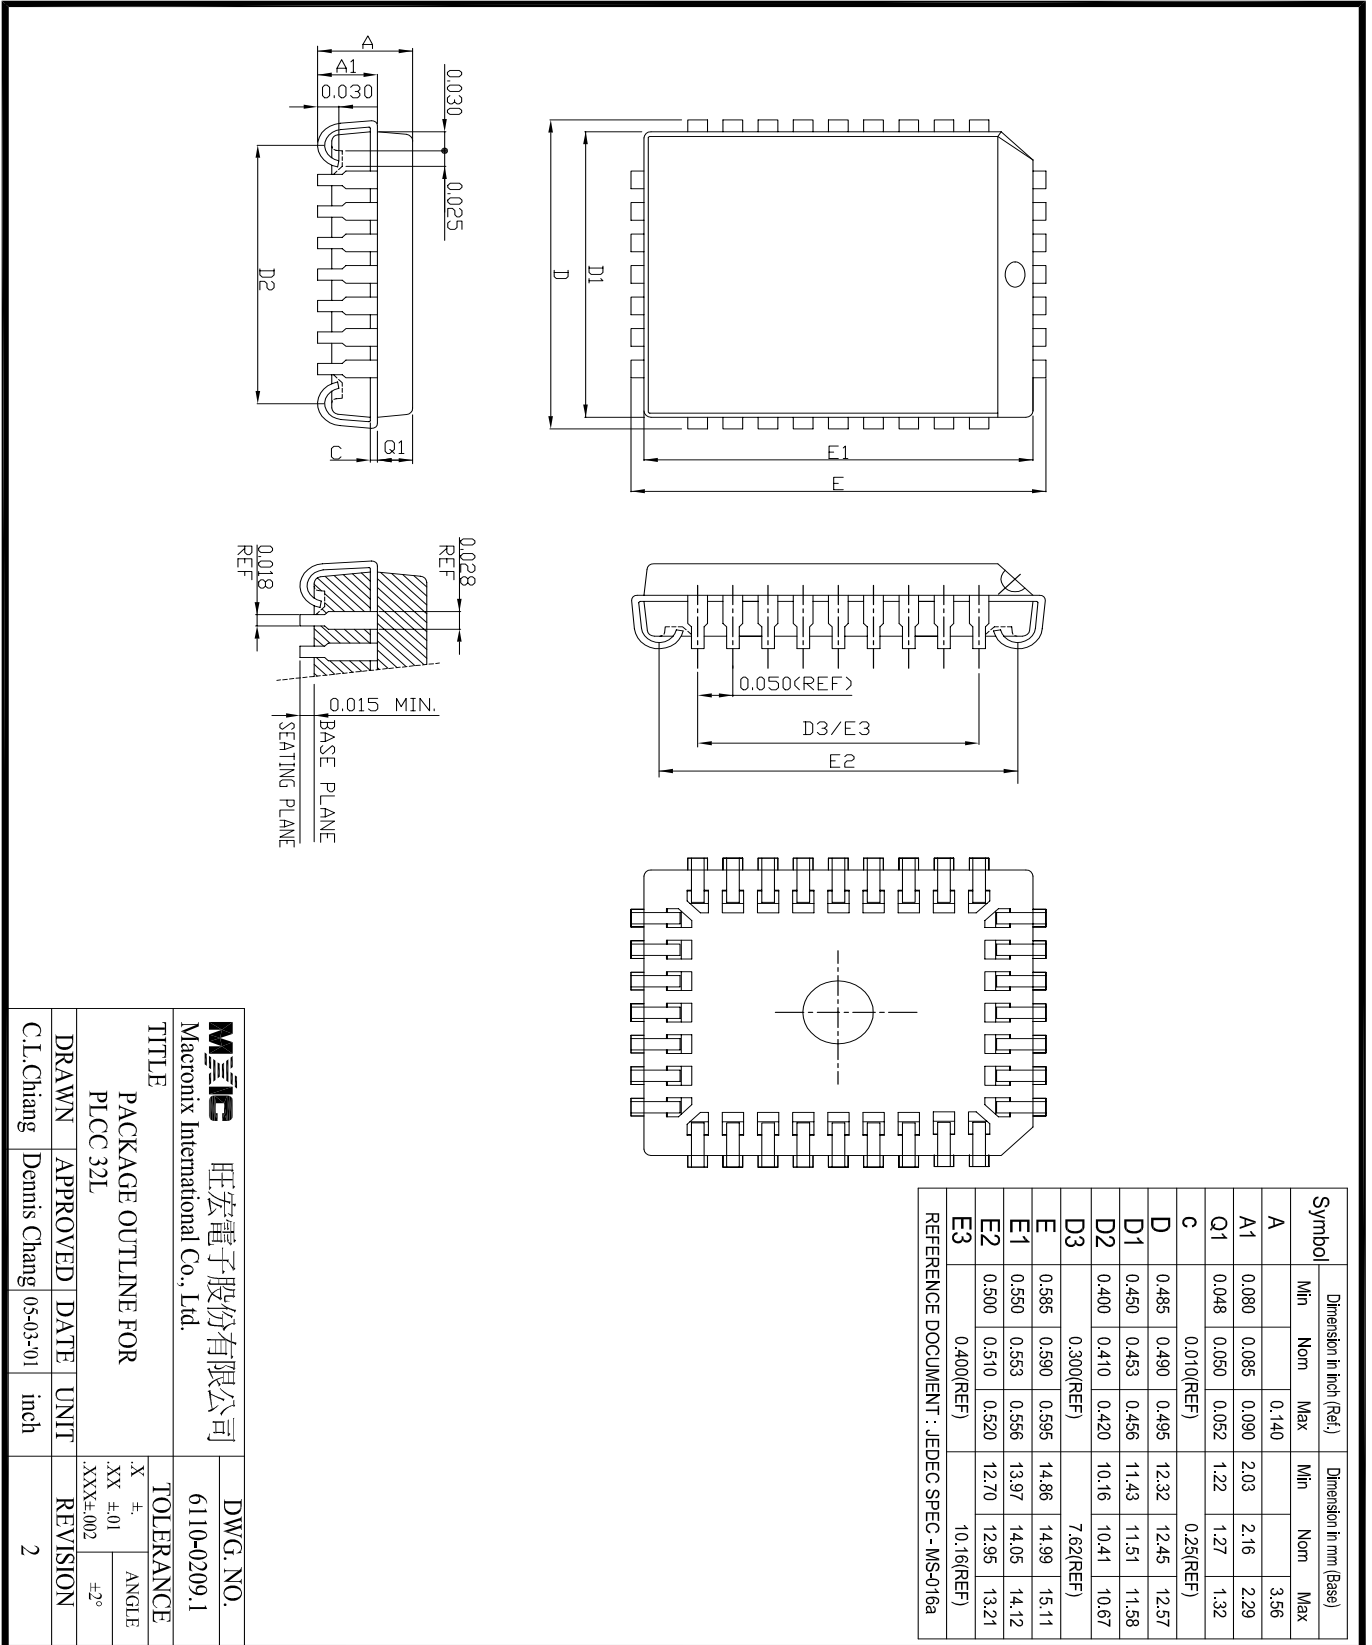 A
A1
0.030
0.030
0.025
D2
C
Q1
D
D1
E1
E
0.018
REF
0.028
REF
0.015 MIN.
BASE PLANE
SEATING PLANE
0.050(REF)
D3/E3
E2
Symbol Dimension in inch (Ref.) Dimension in mm (Base)
Min Nom Max Min Nom Max
A 0.140 3.56
A1 0.080 0.085 0.090 2.03 2.16 2.29
Q1 0.048 0.050 0.052 1.22 1.27 1.32
C 0.010(REF) 0.25(REF)
D 0.485 0.490 0.495 12.32 12.45 12.57
D1 0.450 0.453 0.456 11.43 11.51 11.58
D2 0.400 0.410 0.420 10.16 10.41 10.67
D3 0.300(REF) 7.62(REF)
E 0.585 0.590 0.595 14.86 14.99 15.11
E1 0.550 0.553 0.556 13.97 14.05 14.12
E2 0.500 0.510 0.520 12.70 12.95 13.21
E3 0.400(REF) 10.16(REF)
REFERENCE DOCUMENT : JEDEC SPEC - MS-016a
MXIC 旺宏電子股份有限公司
Macronix International Co., Ltd.
DWG. NO.
6110-0209.1
TITLE
PACKAGE OUTLINE FOR
PLCC 32L
TOLERANCE
.X ±.
.XX ±.01
.XXX±.002
ANGLE
±2°
DRAWN APPROVED DATE UNIT REVISION
C.L.Chiang Dennis Chang 05-03-'01 inch 2